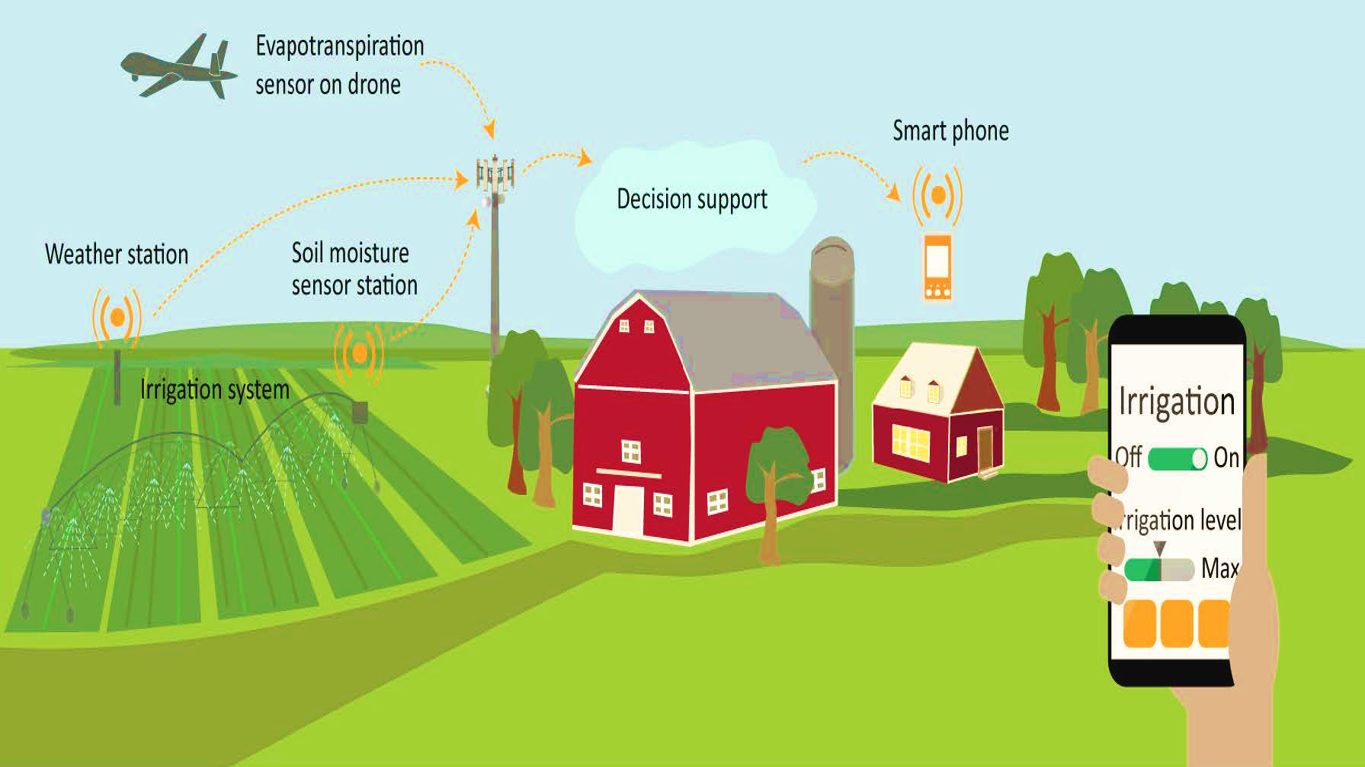 Evapotranspiration
sensor on drone
Smart phone
Decision support
Weather station
Soil moisture
sensor station
Irrigation system
Irrigation
Off On
rrigation level
Max